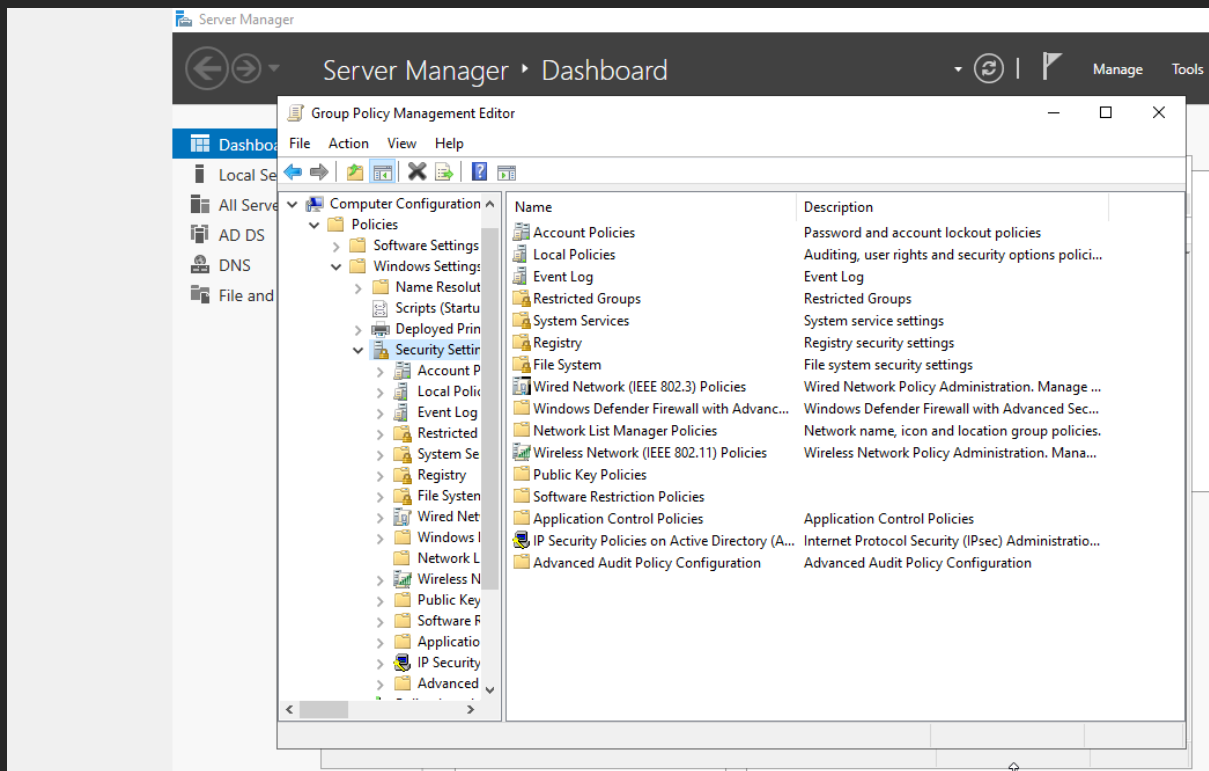 Server Manager
Server Manager ‣ Dashboard
Manage Tools
Dashboa
Local Se
All Serve
AD DS
DNS
File and
Group Policy Management Editor
File Action View Help
Computer Configuration
Policies
Software Settings
Windows Settings
Name Resolut
Scripts (Startu
Deployed Prin
Security Settin
Account P
Local Polic
Event Log
Restricted
System Se
Registry
File System
Wired Net
Windows
Network L
Wireless N
Public Key
Software R
Applicatio
IP Security
Advanced
Name Description
Account Policies Password and account lockout policies
Local Policies Auditing, user rights and security options polici...
Event Log Event Log
Restricted Groups Restricted Groups
System Services System service settings
Registry Registry security settings
File System File system security settings
Wired Network (IEEE 802.3) Policies Wired Network Policy Administration. Manage ...
Windows Defender Firewall with Advanc... Windows Defender Firewall with Advanced Sec...
Network List Manager Policies Network name, icon and location group policies.
Wireless Network (IEEE 802.11) Policies Wireless Network Policy Administration. Mana...
Public Key Policies
Software Restriction Policies
Application Control Policies Application Control Policies
IP Security Policies on Active Directory (A... Internet Protocol Security (IPsec) Administratio...
Advanced Audit Policy Configuration Advanced Audit Policy Configuration